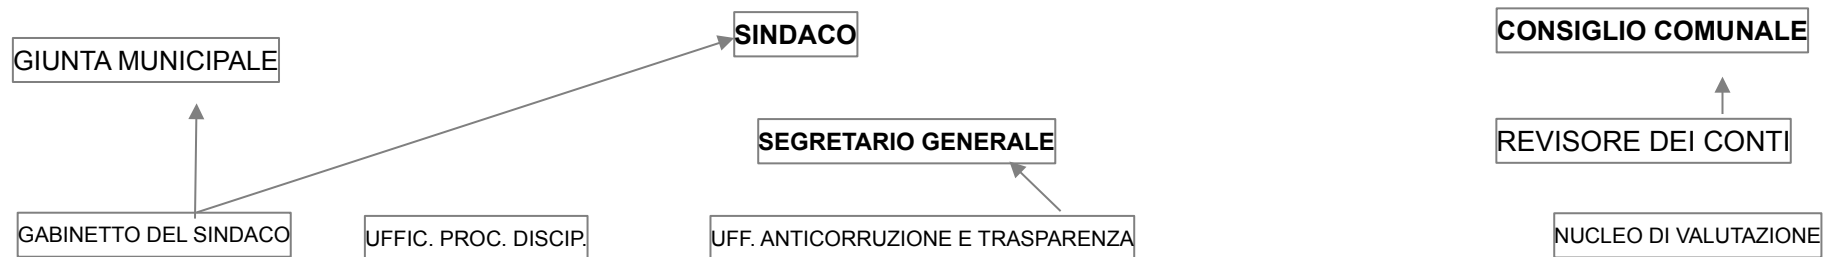 SINDACO
CONSIGLIO COMUNALE
GIUNTA MUNICIPALE
SEGRETARIO GENERALE
REVISORE DEI CONTI
GABINETTO DEL SINDACO
UFFIC. PROC. DISCIP.
UFF. ANTICORRUZIONE E TRASPARENZA
NUCLEO DI VALUTAZIONE